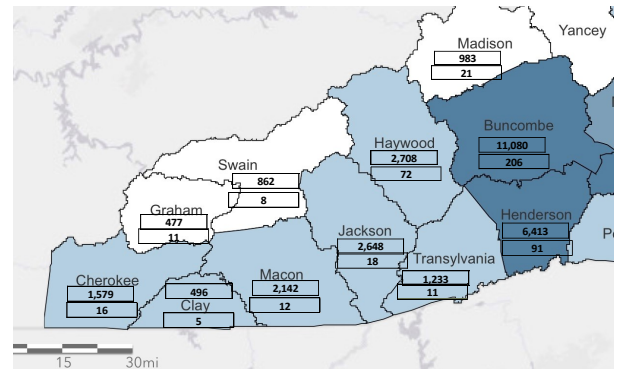 Yancey
Madison
983
21
Buncombe
11,080
206
Haywood
2,708
72
Swain
862
8
Graham
477
11
Henderson
6,413
91
Jackson
2,648
18
Transylvania
1,233
11
Cherokee
1,579
16
496
Clay
5
Macon
2,142
12
15
30mi